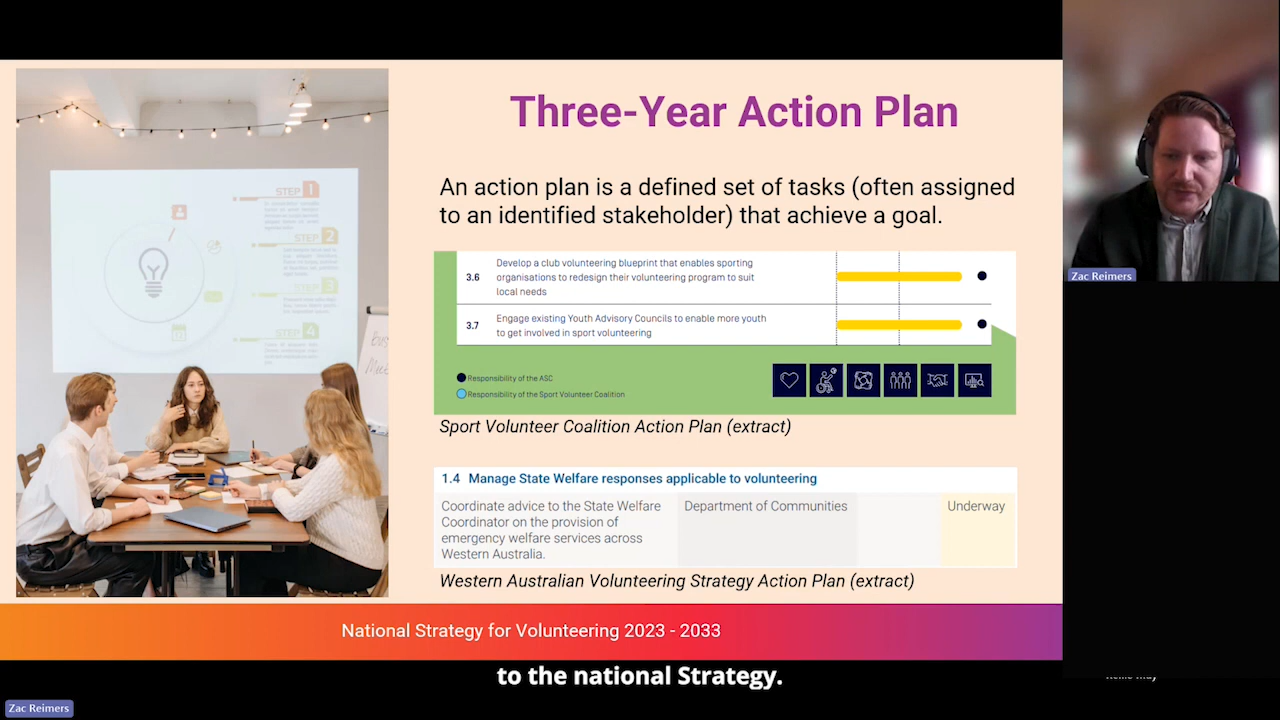 Three-Year Action Plan
An action plan is a defined set of tasks (often assigned
to an identified stakeholder) that achieve a goal.
STEP 1
STEP 2
STEP 3
STEP 4
3.6 Develop a club volunteering blueprint that enables sporting
organisations to redesign their volunteering program to suit
local needs
3.7 Engage existing Youth Advisory Councils to enable more youth
to get involved in sport volunteering
Responsibility of the ASC
Responsibility of the Sport Volunteer Coalition
Sport Volunteer Coalition Action Plan (extract)
1.4 Manage State Welfare responses applicable to volunteering
Coordinate advice to the State Welfare
Coordinator on the provision of
emergency welfare services across
Western Australia.
Department of Communities
Underway
Western Australian Volunteering Strategy Action Plan (extract)
National Strategy for Volunteering 2023 - 2033
to the national Strategy.
Zac Reimers
Zac Reimers